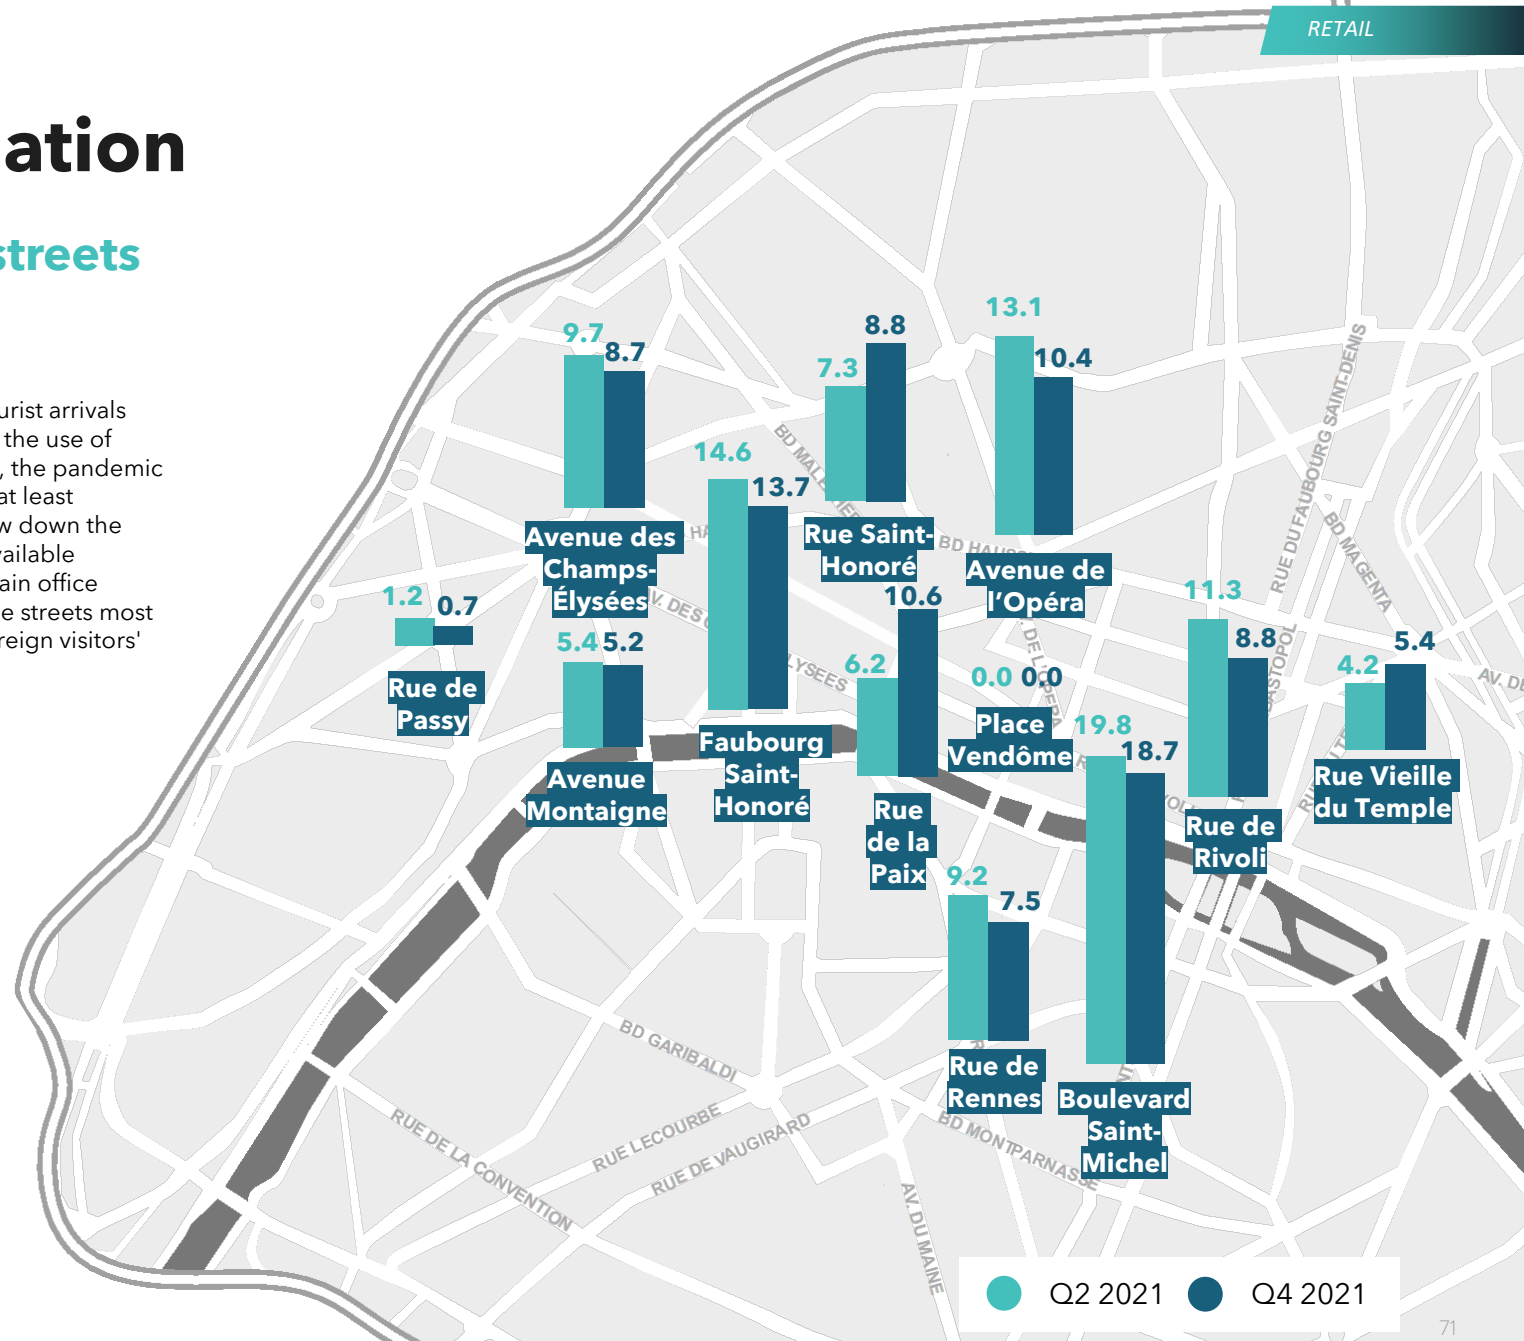 RETAIL
ation
streets
urist arrivals
the use of
, the pandemic
at least
w down the
vailable
ain office
e streets most
reign visitors'
9.7
8.7
Avenue des
Champs-
Élysées
14.6
13.7
Faubourg
Saint-
Honoré
7.3
8.8
Rue Saint-
Honoré
13.1
10.4
Avenue de
l'Opéra
1.2
0.7
Rue de
Passy
5.4
5.2
Avenue
Montaigne
6.2
10.6
Rue
de la
Paix
0.0
0.0
Place
Vendôme
19.8
18.7
Boulevard
Saint-
Michel
11.3
8.8
Rue de
Rivoli
4.2
5.4
Rue Vieille
du Temple
9.2
7.5
Rue de
Rennes
RUE DU FAUBOURG SAINT-DENIS
BD MAGENTA
BD GARIBALDI
RUE LECOURBE
RUE DE VAUGIRARD
RUE DE LA CONVENTION
BD MONTPARNASSE
AV. DU MAINE
Q2 2021
Q4 2021
71